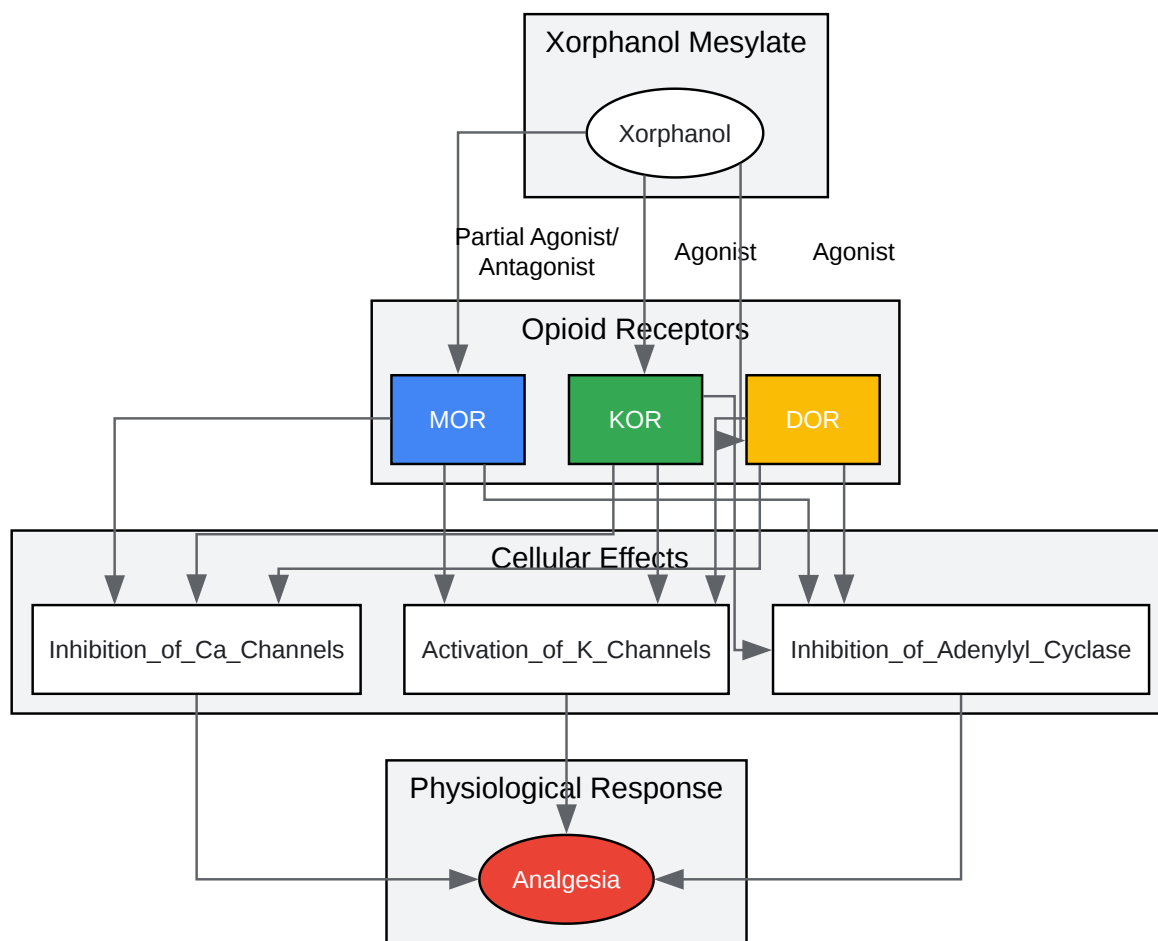 Xorphanol Mesylate
Xorphanol
Partial Agonist/
Antagonist
Agonist
Agonist
Opioid Receptors
MOR
KOR
DOR
Cellular Effects
Inhibition_of_Ca_Channels
Activation_of_K_Channels
Inhibition_of_Adenylyl_Cyclase
Physiological Response
Analgesia